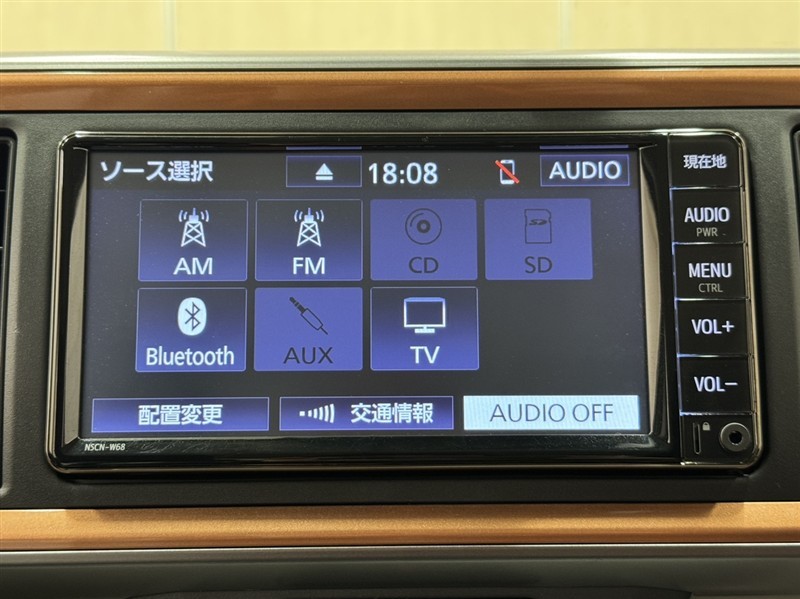 ソース選択 18:08 AUDIO
AM FM CD SD
Bluetooth AUX TV
配置変更 交通情報 AUDIO OFF
NSCN-W68
現在地
AUDIO
PWR
MENU
CTRL
VOL+
VOL−